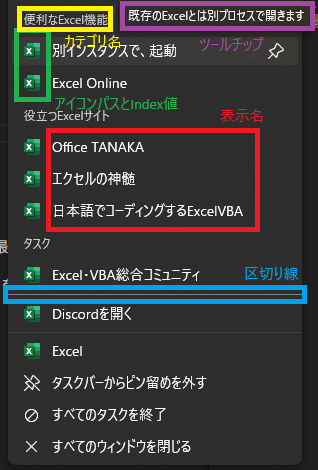 便利なExcel機能
既存のExcelとは別プロセスで開きます
カテゴリ名
ツールチップ
別インスタンスで、起動
Excel Online
アイコンパスとIndex値
役立つExcelサイト
表示名
Office TANAKA
エクセルの神髄
日本語でコーディングするExcelVBA
タスク
Excel・VBA総合コミュニティ
区切り線
Discordを開く
Excel
タスクバーからピン留めを外す
すべてのタスクを終了
すべてのウィンドウを閉じる